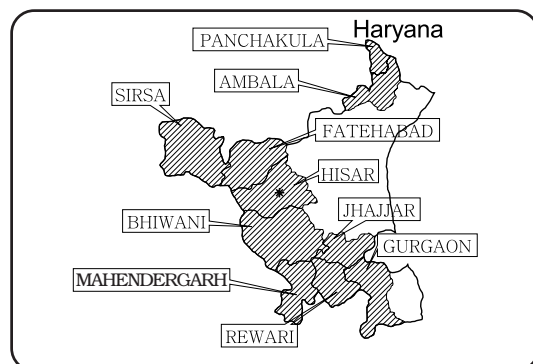 Haryana
PANCHAKULA
AMBALA
SIRSA
FATEHABAD
HISAR
JHAJJAR
BHIWANI
GURGAON
MAHENDERGARH
REWARI